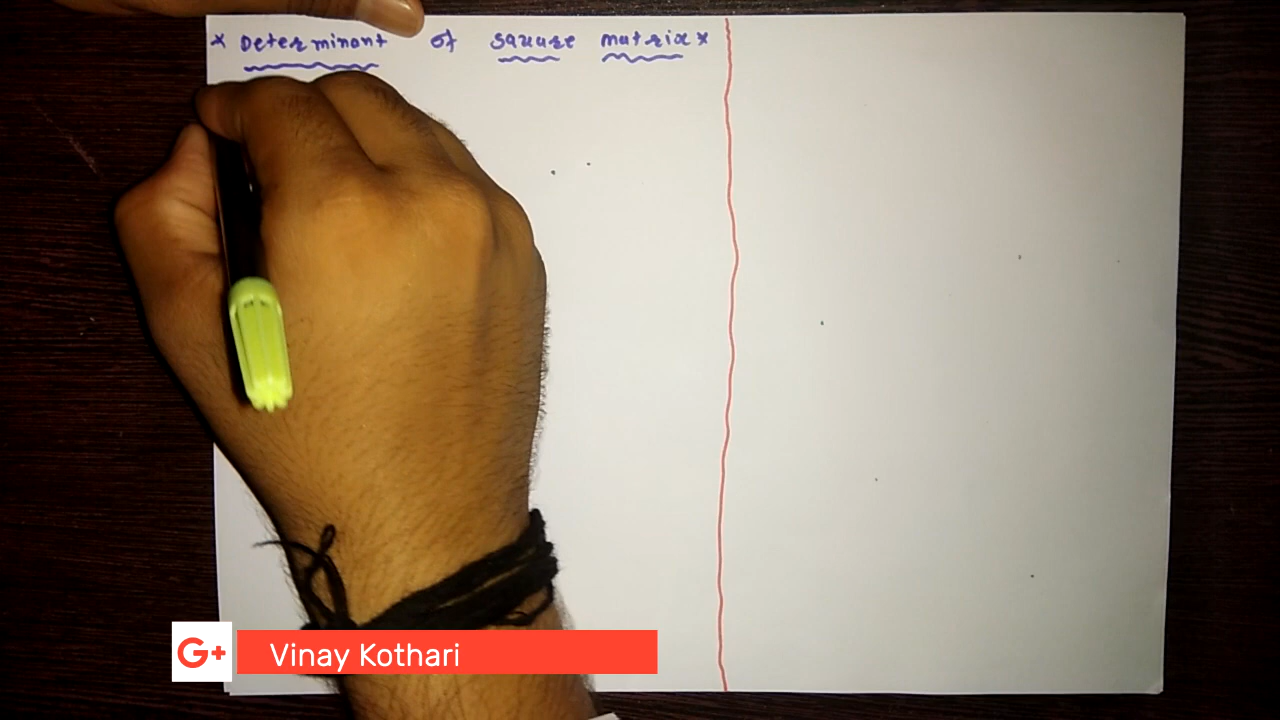 * Determinant of square matrix *
G+ Vinay Kothari